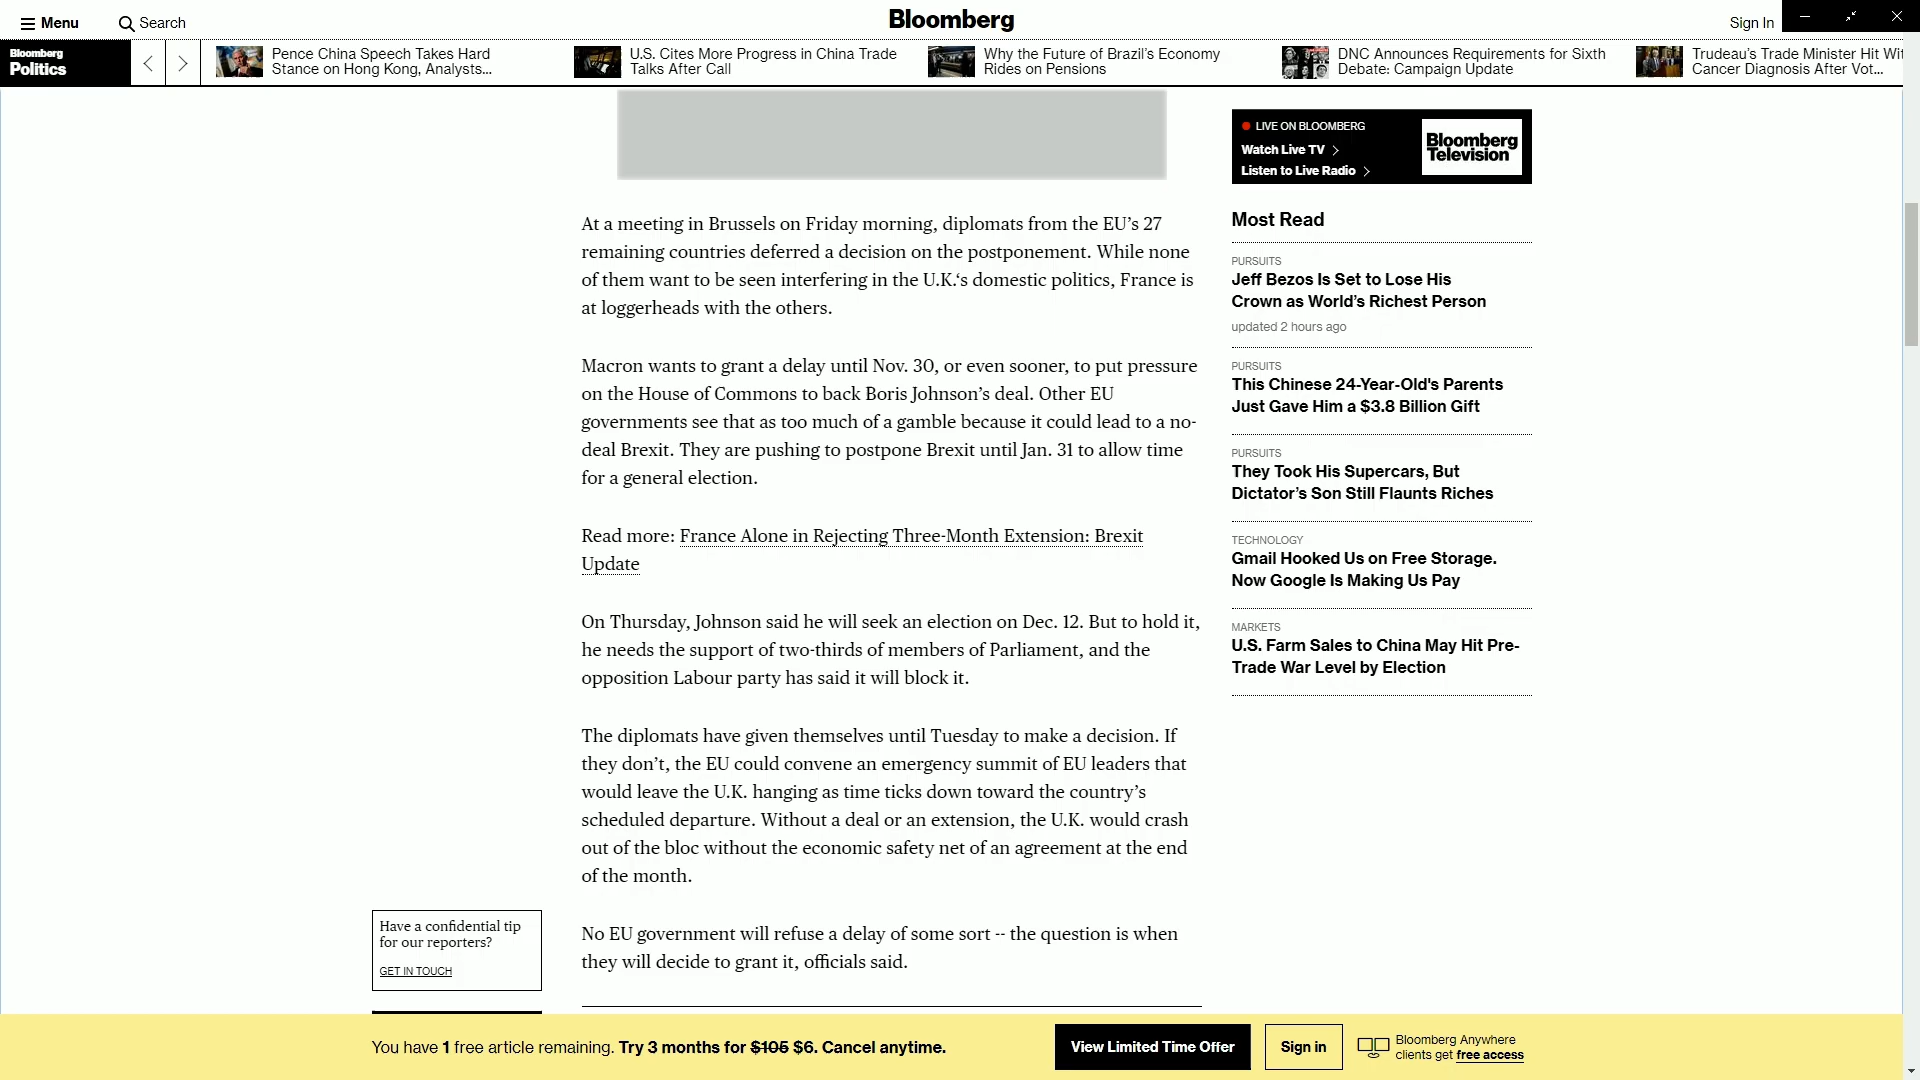 Menu
Search
Bloomberg
Sign In
Bloomberg
Politics
Pence China Speech Takes Hard
Stance on Hong Kong, Analysts...
U.S. Cites More Progress in China Trade
Talks After Call
Why the Future of Brazil’s Economy
Rides on Pensions
DNC Announces Requirements for Sixth
Debate: Campaign Update
Trudeau’s Trade Minister Hit
Cancer Diagnosis After Vot...
At a meeting in Brussels on Friday morning, diplomats from the EU’s 27
remaining countries deferred a decision on the postponement. While none
of them want to be seen interfering in the U.K.‘s domestic politics, France is
at loggerheads with the others.
Macron wants to grant a delay until Nov. 30, or even sooner, to put pressure
on the House of Commons to back Boris Johnson’s deal. Other EU
governments see that as too much of a gamble because it could lead to a no-
deal Brexit. They are pushing to postpone Brexit until Jan. 31 to allow time
for a general election.
Read more: France Alone in Rejecting Three-Month Extension: Brexit
Update
On Thursday, Johnson said he will seek an election on Dec. 12. But to hold it,
he needs the support of two-thirds of members of Parliament, and the
opposition Labour party has said it will block it.
The diplomats have given themselves until Tuesday to make a decision. If
they don’t, the EU could convene an emergency summit of EU leaders that
would leave the U.K. hanging as time ticks down toward the country’s
scheduled departure. Without a deal or an extension, the U.K. would crash
out of the bloc without the economic safety net of an agreement at the end
of the month.
No EU government will refuse a delay of some sort -- the question is when
they will decide to grant it, officials said.
LIVE ON BLOOMBERG
Watch Live TV
Listen to Live Radio
Bloomberg
Television
Most Read
PURSUITS
Jeff Bezos Is Set to Lose His
Crown as World’s Richest Person
updated 2 hours ago
PURSUITS
This Chinese 24-Year-Old's Parents
Just Gave Him a $3.8 Billion Gift
PURSUITS
They Took His Supercars, But
Dictator’s Son Still Flaunts Riches
TECHNOLOGY
Gmail Hooked Us on Free Storage.
Now Google Is Making Us Pay
MARKETS
U.S. Farm Sales to China May Hit Pre-
Trade War Level by Election
Have a confidential tip
for our reporters?
GET IN TOUCH
You have 1 free article remaining. Try 3 months for $105 $6. Cancel anytime.
View Limited Time Offer
Sign in
Bloomberg Anywhere
clients get free access